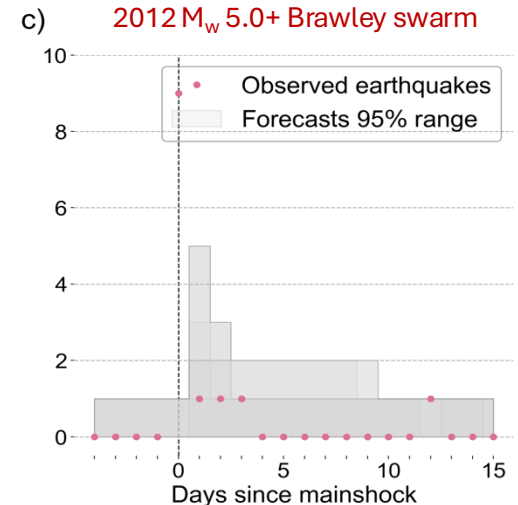 c) 2012 Mw 5.0+ Brawley swarm
10
Observed earthquakes
Forecasts 95% range
8
6
4
2
0
0 5 10 15
Days since mainshock